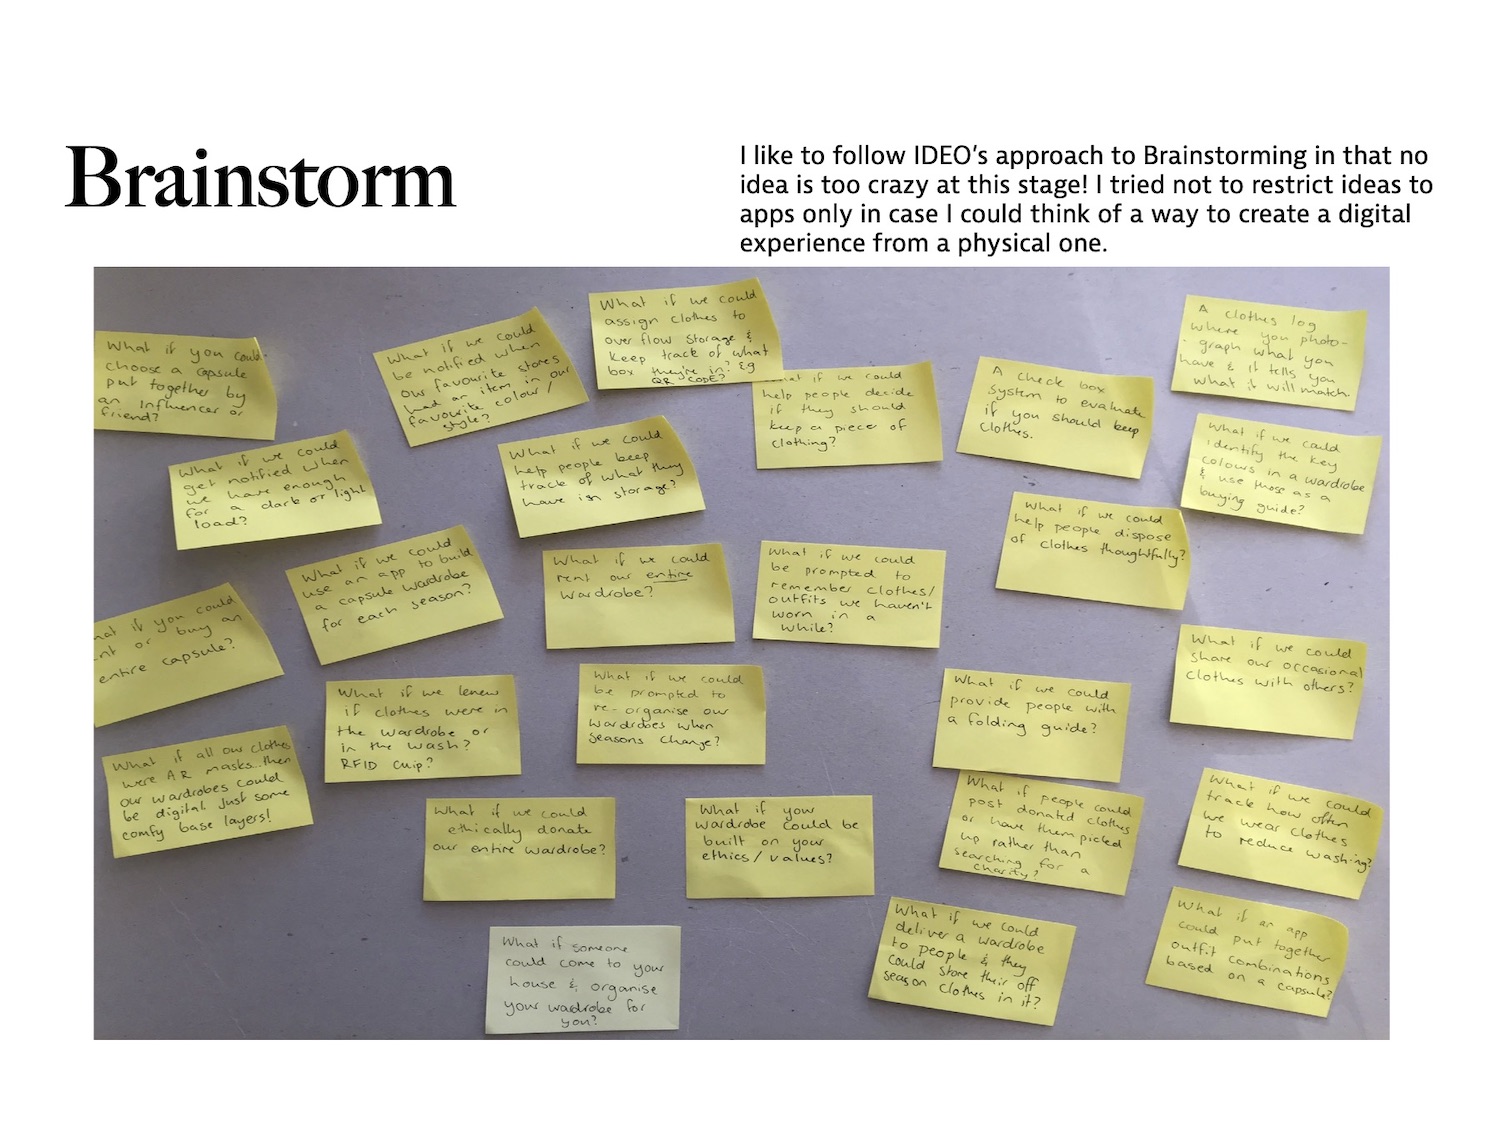 Brainstorm
I like to follow IDEO's approach to Brainstorming in that no
idea is too crazy at this stage! I tried not to restrict ideas to
apps only in case I could think of a way to create a digital
experience from a physical one.
What if you could
choose a capsule
put together by
an influencer or
friend?
What if we could
be notified when
our favourite stores
had an item in our
favourite colour/
style?
What if we could
assign clothes to
over flow storage &
keep track of what
box they're in? Eg
QR CODE?
what if we could
help people decide
if they should
keep a piece of
clothing?
A check box
system to evaluate
if you should keep
clothes.
A clothes log
where you photo-
-graph what you
have & it tells you
what it will match.
What if we could
get notified when
we have enough
for a dark or light
load?
What if we could
help people keep
track of what they
have in storage?
What if we could
identify the key
colours in a wardrobe
& use those as a
buying guide?
What if we could
use an app to build
a capsule wardrobe
for each season?
What if we could
rent our entire
wardrobe?
What if we could
be prompted to
remember clothes/
outfits we haven't
worn in a
while?
What if we could
help people dispose
of clothes thoughtfully?
if you could
or buy an
entire capsule?
What if we knew
if clothes were in
the wardrobe or
in the wash?
RFID chip?
What if we could
be prompted to
re-organise our
wardrobes when
seasons change?
What if we could
provide people with
a folding guide?
What if we could
share our occasional
clothes with others?
What if all our clothes
were AR masks...then
our wardrobes could
be digital. Just some
comfy base layers!
What if we could
ethically donate
our entire wardrobe?
What if your
wardrobe could be
built on your
ethics/values?
What if people could
post donated clothes
or have them picked
up rather than
searching for a
charity?
What if we could
track how often
we wear clothes
to reduce washing?
What if someone
could come to your
house & organise
your wardrobe for
you?
What if we could
deliver a wardrobe
to people & they
could store their off
season clothes in it?
What if an app
could put together
outfit combinations
based on a capsule?